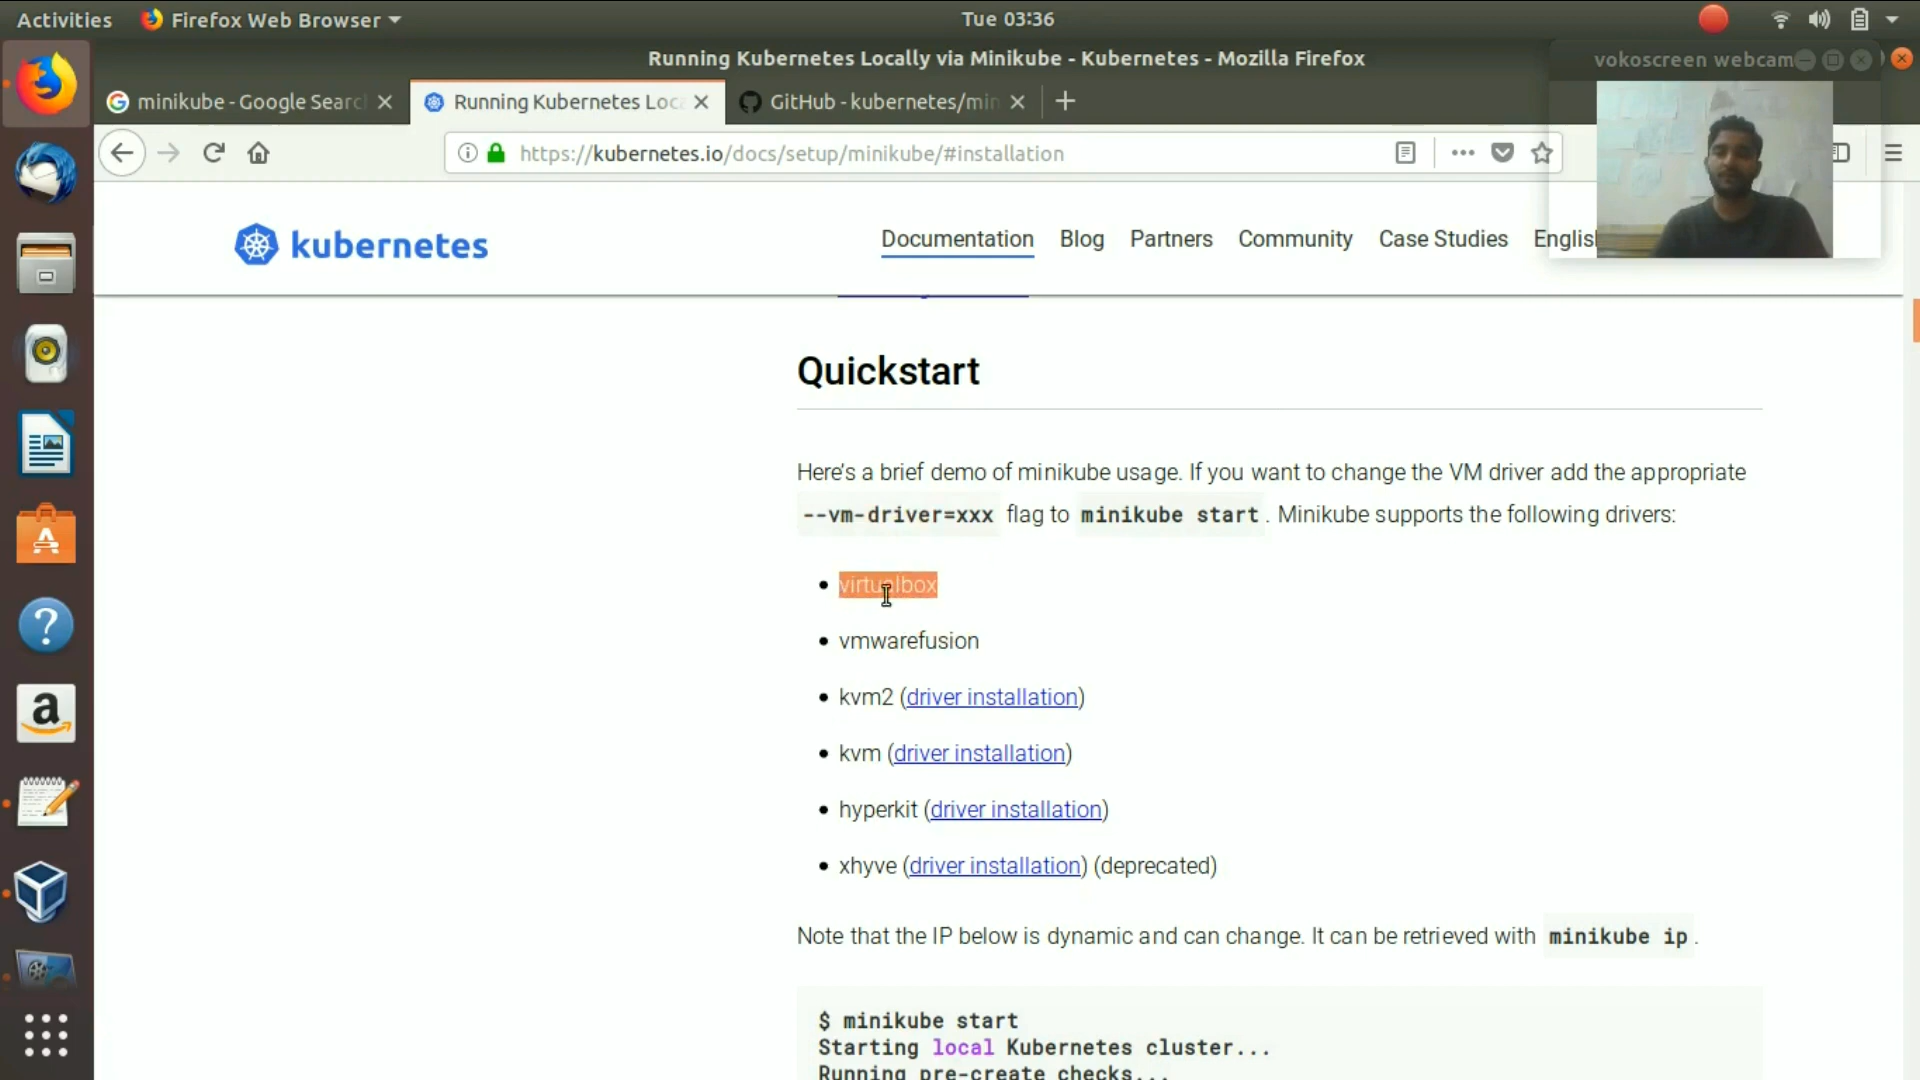 Activities
Firefox Web Browser
Tue 03:36
Running Kubernetes Locally via Minikube - Kubernetes - Mozilla Firefox
vokoscreen webcam
minikube - Google Searc
Running Kubernetes Loc
GitHub - kubernetes/min
https://kubernetes.io/docs/setup/minikube/#installation
kubernetes
Documentation
Blog
Partners
Community
Case Studies
Englis
Quickstart
Here's a brief demo of minikube usage. If you want to change the VM driver add the appropriate
--vm-driver=xxx flag to minikube start . Minikube supports the following drivers:
• virtualbox
• vmwarefusion
• kvm2 (driver installation)
• kvm (driver installation)
• hyperkit (driver installation)
• xhyve (driver installation) (deprecated)
Note that the IP below is dynamic and can change. It can be retrieved with minikube ip .
$ minikube start
Starting local Kubernetes cluster...
Running pre-create checks...